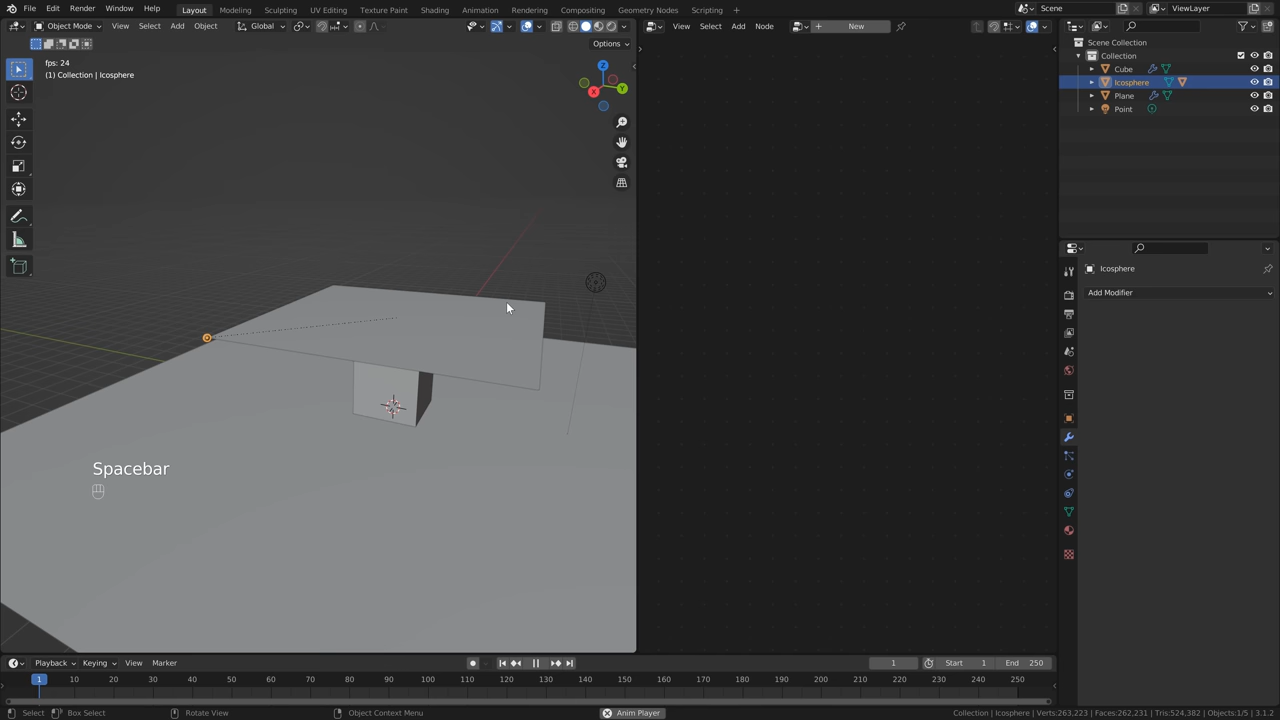 File Edit Render Window Help Layout Modeling Sculpting UV Editing Texture Paint Shading Animation Rendering Compositing Geometry Nodes Scripting + Scene ViewLayer
Object Mode View Select Add Object Global View Select Add Node New
Options
Scene Collection
Collection
Cube
Icosphere
Plane
Point
fps: 24
(1) Collection | Icosphere
Z
Y
X
Icosphere
Add Modifier
Spacebar
Playback Keying View Marker 1 Start 1 End 250
1 10 20 30 40 50 60 70 80 90 100 110 120 130 140 150 160 170 180 190 200 210 220 230 240 250
Select Box Select Rotate View Object Context Menu Anim Player Collection | Icosphere | Verts:263,223 | Faces:262,231 | Tris:524,382 | Objects:1/5 | 3.1.2